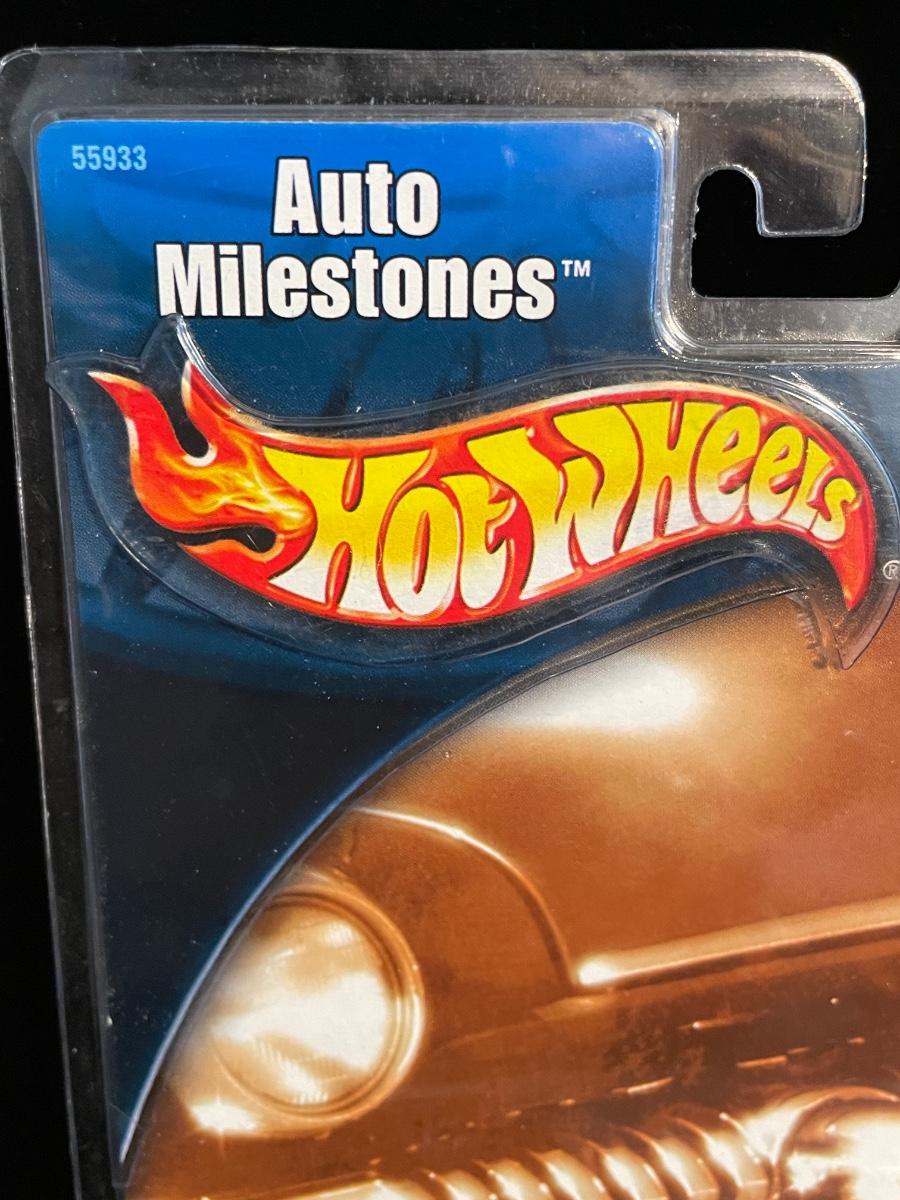 55933
Auto
Milestones™
Hot Wheels
®